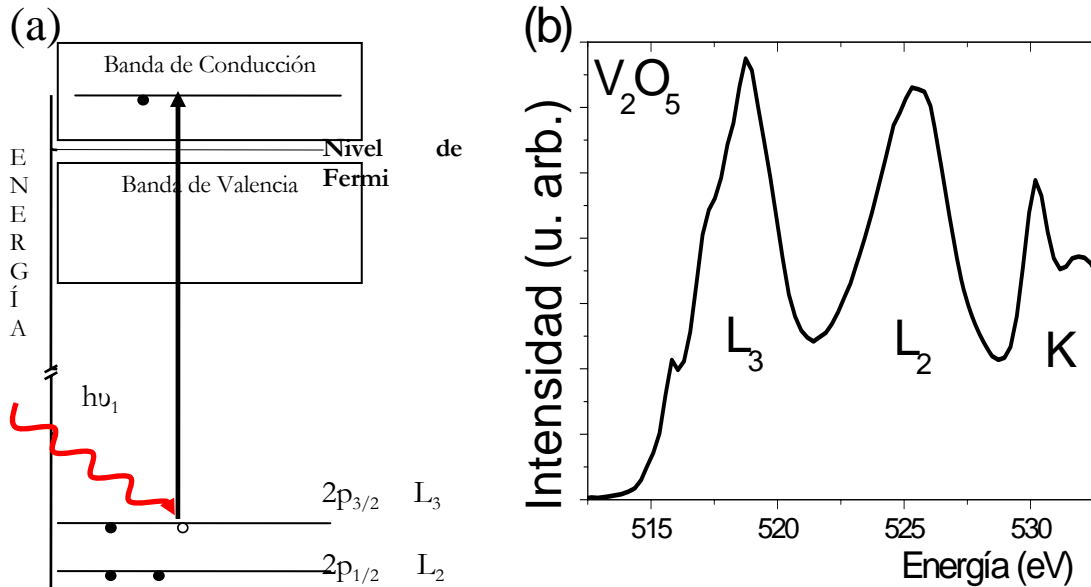 (a)
Banda de Conducción
Nivel de
Fermi
Banda de Valencia
ENERGÍA
hυ₁
2p₃/₂ L₃
2p₁/₂ L₂
(b)
V₂O₅
L₃
L₂
K
Intensidad (u. arb.)
515 520 525 530
Energía (eV)